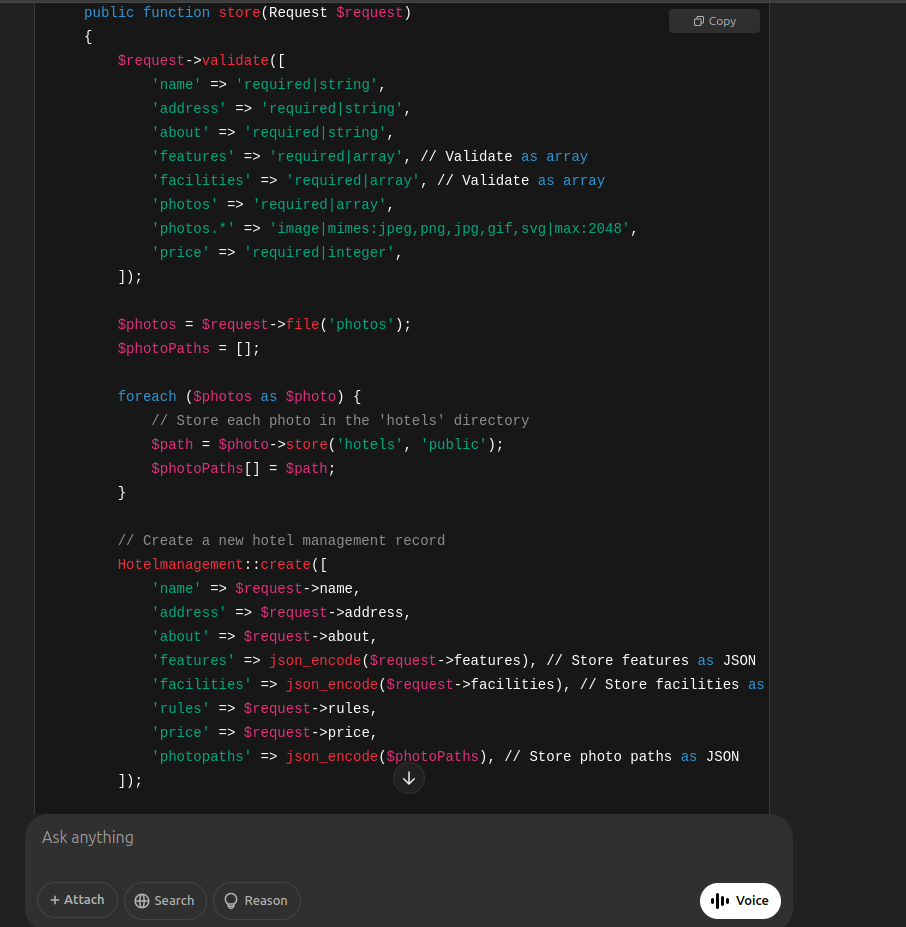 public function store(Request $request)
Copy
{
$request->validate([
'name' => 'required|string',
'address' => 'required|string',
'about' => 'required|string',
'features' => 'required|array', // Validate as array
'facilities' => 'required|array', // Validate as array
'photos' => 'required|array',
'photos.*' => 'image|mimes:jpeg,png,jpg,gif,svg|max:2048',
'price' => 'required|integer',
]);
$photos = $request->file('photos');
$photoPaths = [];
foreach ($photos as $photo) {
// Store each photo in the 'hotels' directory
$path = $photo->store('hotels', 'public');
$photoPaths[] = $path;
}
// Create a new hotel management record
Hotelmanagement::create([
'name' => $request->name,
'address' => $request->address,
'about' => $request->about,
'features' => json_encode($request->features), // Store features as JSON
'facilities' => json_encode($request->facilities), // Store facilities as
'rules' => $request->rules,
'price' => $request->price,
'photopaths' => json_encode($photoPaths), // Store photo paths as JSON
]);
Ask anything
+ Attach
Search
Reason
Voice